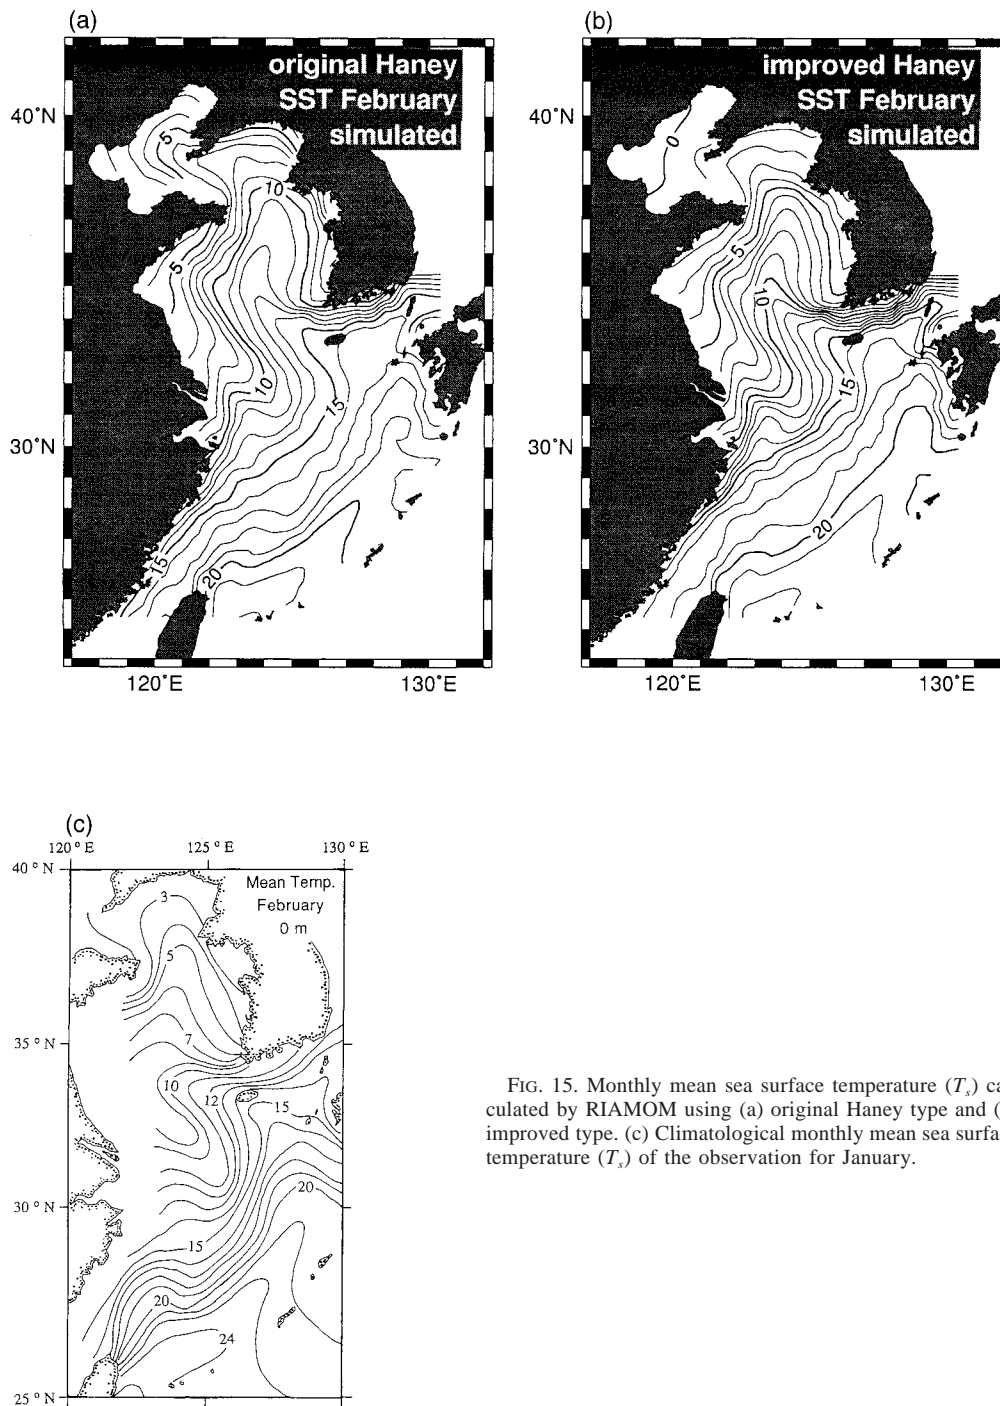 (a)
original Haney
SST February
simulated
40°N
30°N
5
10
5
10
15
15
20
120°E
130°E
(b)
improved Haney
SST February
simulated
40°N
30°N
0
5
10
15
20
120°E
130°E
(c)
120 ° E
125 ° E
130 ° E
40 ° N
35 ° N
30 ° N
25 ° N
Mean Temp.
February
0 m
3
5
7
10
12
15
20
15
20
24
FIG. 15. Monthly mean sea surface temperature (Ts) ca
culated by RIAMOM using (a) original Haney type and (
improved type. (c) Climatological monthly mean sea surfa
temperature (Ts) of the observation for January.